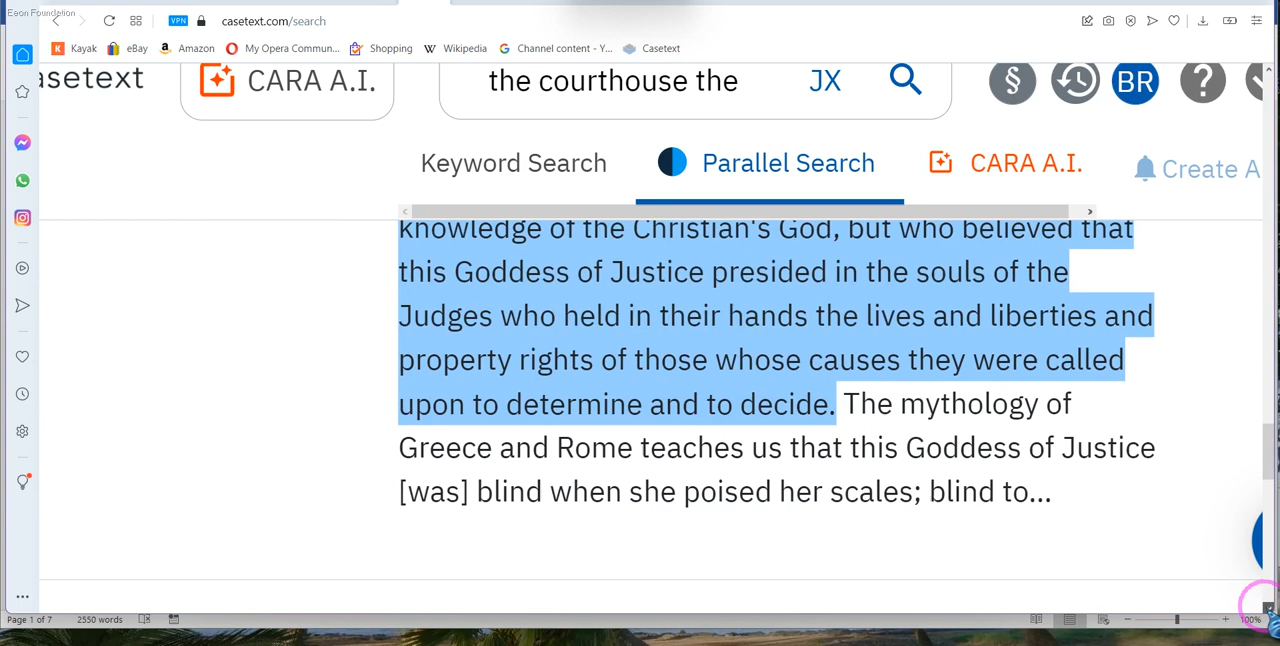 Eeon Foundation
VPN casetext.com/search
Kayak eBay Amazon My Opera Commun... Shopping Wikipedia Channel content - Y... Casetext
asetext CARA A.I. the courthouse the JX § BR ?
Keyword Search Parallel Search CARA A.I. Create A
knowledge of the Christian's God, but who believed that
this Goddess of Justice presided in the souls of the
Judges who held in their hands the lives and liberties and
property rights of those whose causes they were called
upon to determine and to decide. The mythology of
Greece and Rome teaches us that this Goddess of Justice
[was] blind when she poised her scales; blind to...
Page 1 of 7 2550 words 100%